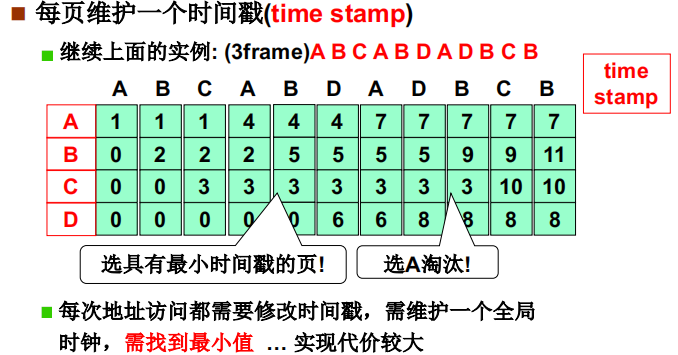 每页维护一个时间戳(time stamp)
继续上面的实例: (3frame)A B C A B D A D B C B
time
stamp
A B C A B D A D B C B
A 1 1 1 4 4 4 7 7 7 7 7
B 0 2 2 2 5 5 5 5 9 9 11
C 0 0 3 3 3 3 3 3 3 10 10
D 0 0 0 0 0 6 6 8 8 8 8
选具有最小时间戳的页!
选A淘汰!
每次地址访问都需要修改时间戳，需维护一个全局
时钟，需找到最小值 … 实现代价较大